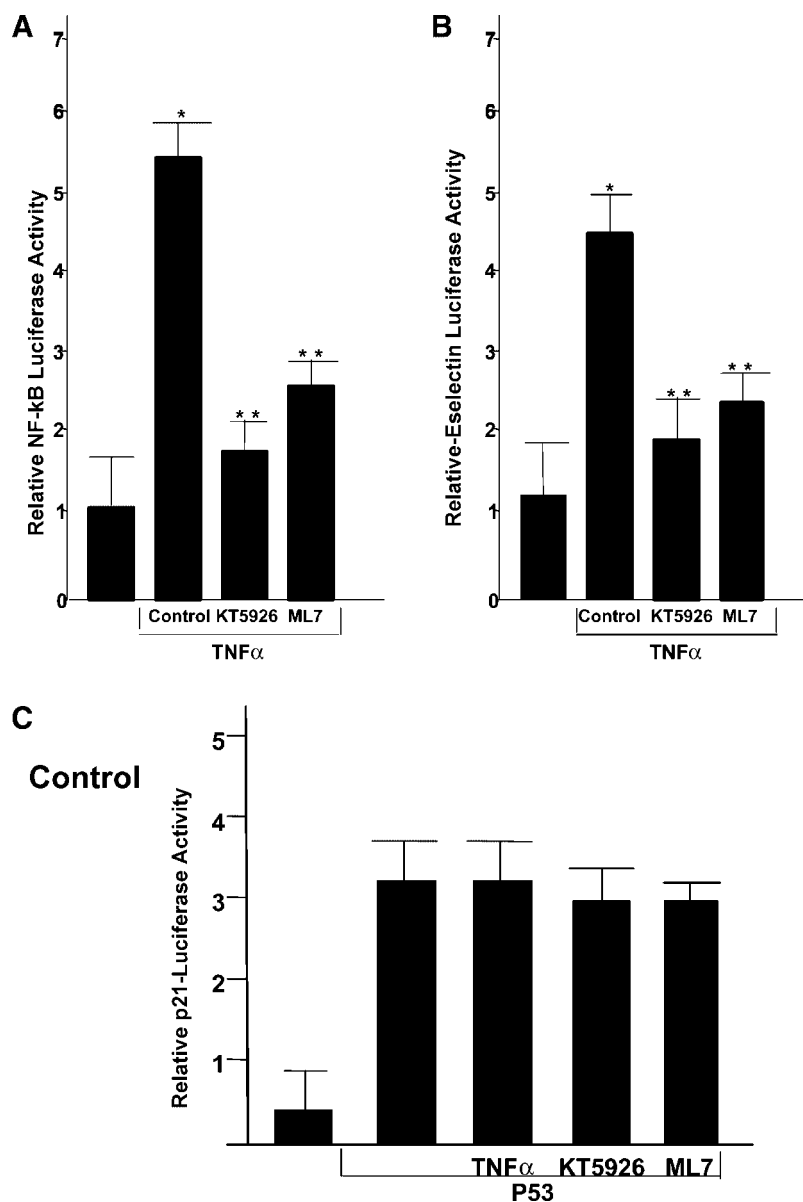 A
Relative NF-kB Luciferase Activity
7
6
5
4
3
2
1
0
*
* *
* *
Control KT5926 ML7
TNFα
B
Relative-Eselectin Luciferase Activity
7
6
5
4
3
2
1
0
*
* *
* *
Control KT5926 ML7
TNFα
C
Control
Relative p21-Luciferase Activity
5
4
3
2
1
TNFα KT5926 ML7
P53